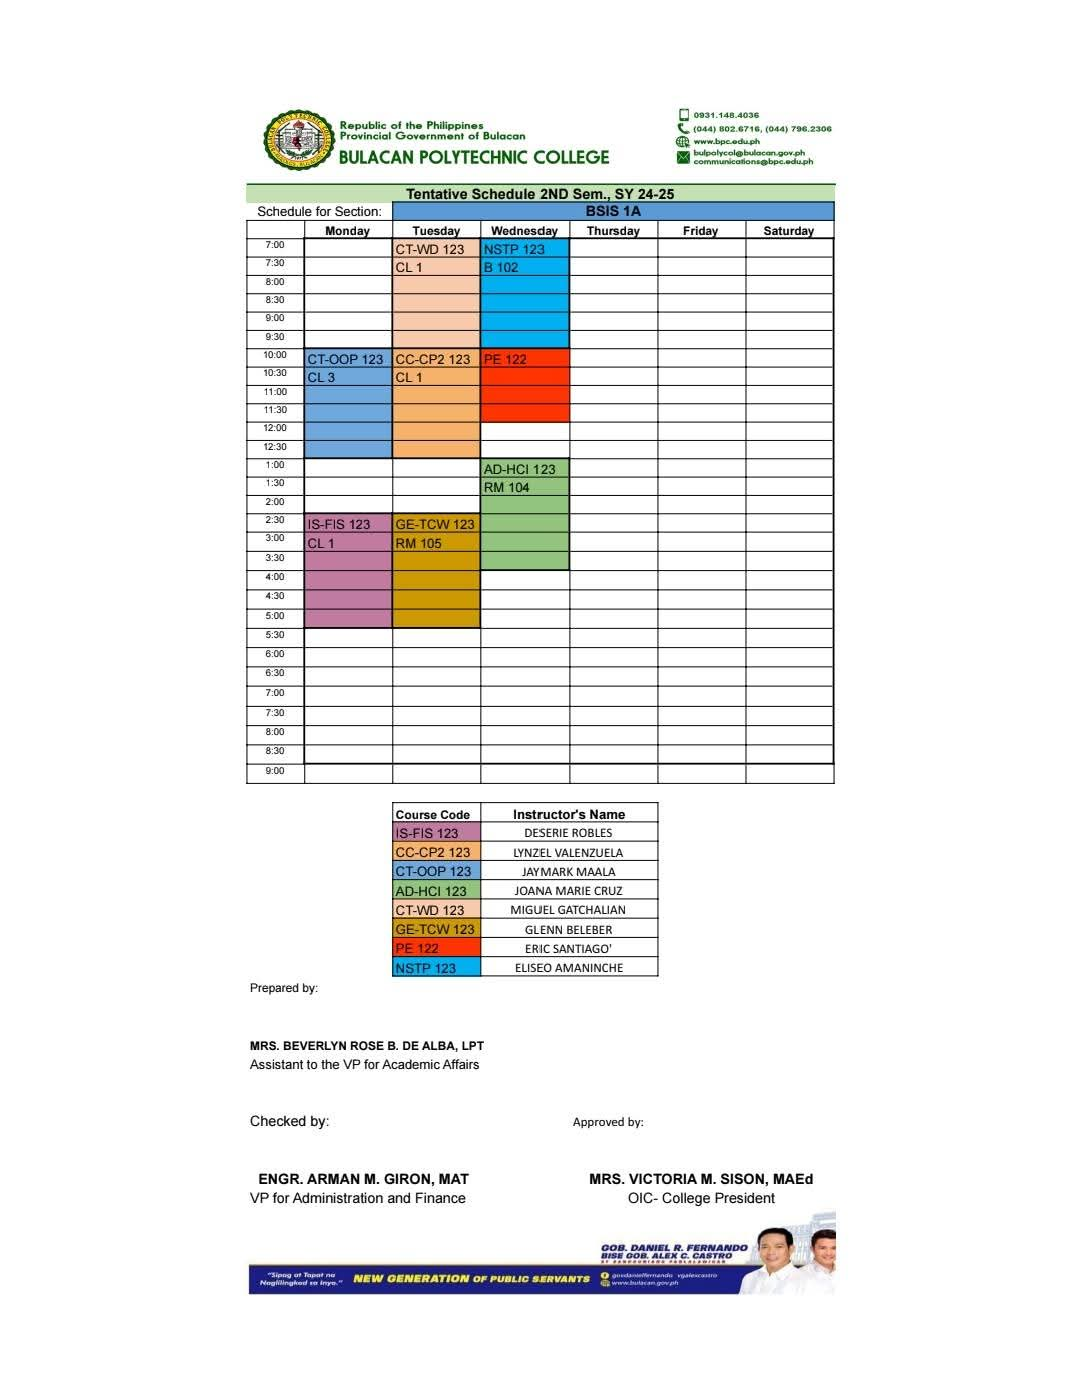 Republic of the Philippines
Provincial Government of Bulacan
BULACAN POLYTECHNIC COLLEGE
0931.148.4036
(044) 802.6716, (044) 796.2306
www.bpc.edu.ph
bulpolycol@bulacan.gov.ph
communications@bpc.edu.ph
Tentative Schedule 2ND Sem., SY 24-25
Schedule for Section: BSIS 1A
Monday Tuesday Wednesday Thursday Friday Saturday
7:00 CT-WD 123 NSTP 123
7:30 CL 1 B 102
8:00
8:30
9:00
9:30
10:00 CT-OOP 123 CC-CP2 123 PE 122
10:30 CL 3 CL 1
11:00
11:30
12:00
12:30
1:00 AD-HCI 123
1:30 RM 104
2:00
2:30 IS-FIS 123 GE-TCW 123
3:00 CL 1 RM 105
3:30
4:00
4:30
5:00
5:30
6:00
6:30
7:00
7:30
8:00
8:30
9:00
Course Code Instructor's Name
IS-FIS 123 DESERIE ROBLES
CC-CP2 123 LYNZEL VALENZUELA
CT-OOP 123 JAYMARK MAALA
AD-HCI 123 JOANA MARIE CRUZ
CT-WD 123 MIGUEL GATCHALIAN
GE-TCW 123 GLENN BELEBER
PE 122 ERIC SANTIAGO'
NSTP 123 ELISEO AMANINCHE
Prepared by:
MRS. BEVERLYN ROSE B. DE ALBA, LPT
Assistant to the VP for Academic Affairs
Checked by: Approved by:
ENGR. ARMAN M. GIRON, MAT MRS. VICTORIA M. SISON, MAEd
VP for Administration and Finance OIC- College President
GOB. DANIEL R. FERNANDO
BISE GOB. ALEX C. CASTRO
AT SANGGUNIANG PANLALAWIGAN
"Sipag at Tapat na
Naglilingkod sa Inyo."
NEW GENERATION OF PUBLIC SERVANTS
govdanielfernando vgalexcastro
www.bulacan.gov.ph